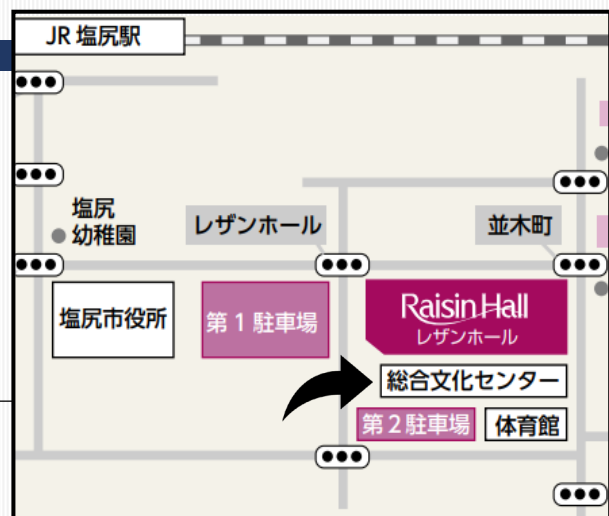 JR 塩尻駅
塩尻
幼稚園
レザンホール
並木町
塩尻市役所
第1駐車場
Raisin Hall
レザンホール
総合文化センター
第2駐車場
体育館